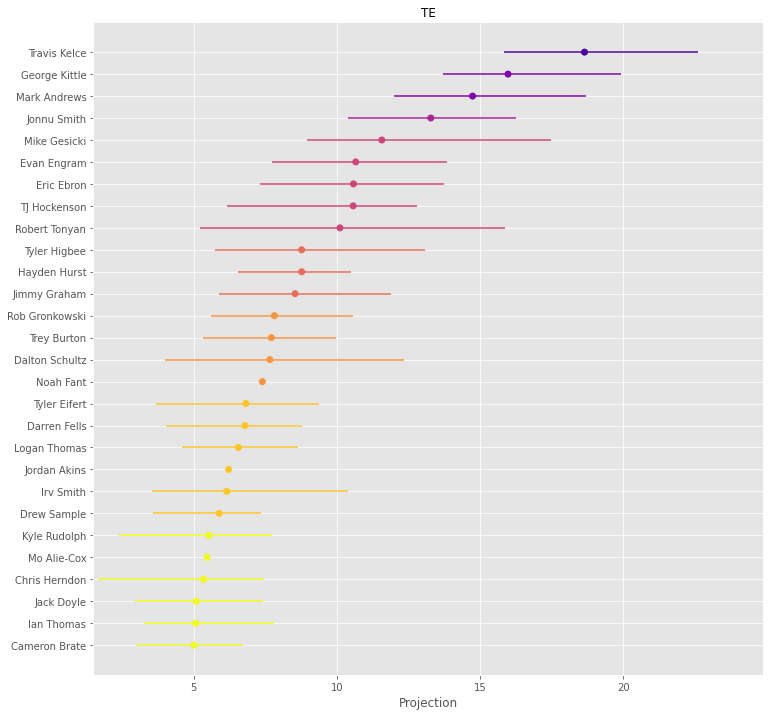 TE
Travis Kelce
George Kittle
Mark Andrews
Jonnu Smith
Mike Gesicki
Evan Engram
Eric Ebron
TJ Hockenson
Robert Tonyan
Tyler Higbee
Hayden Hurst
Jimmy Graham
Rob Gronkowski
Trey Burton
Dalton Schultz
Noah Fant
Tyler Eifert
Darren Fells
Logan Thomas
Jordan Akins
Irv Smith
Drew Sample
Kyle Rudolph
Mo Alie-Cox
Chris Herndon
Jack Doyle
Ian Thomas
Cameron Brate
5 10 15 20
Projection